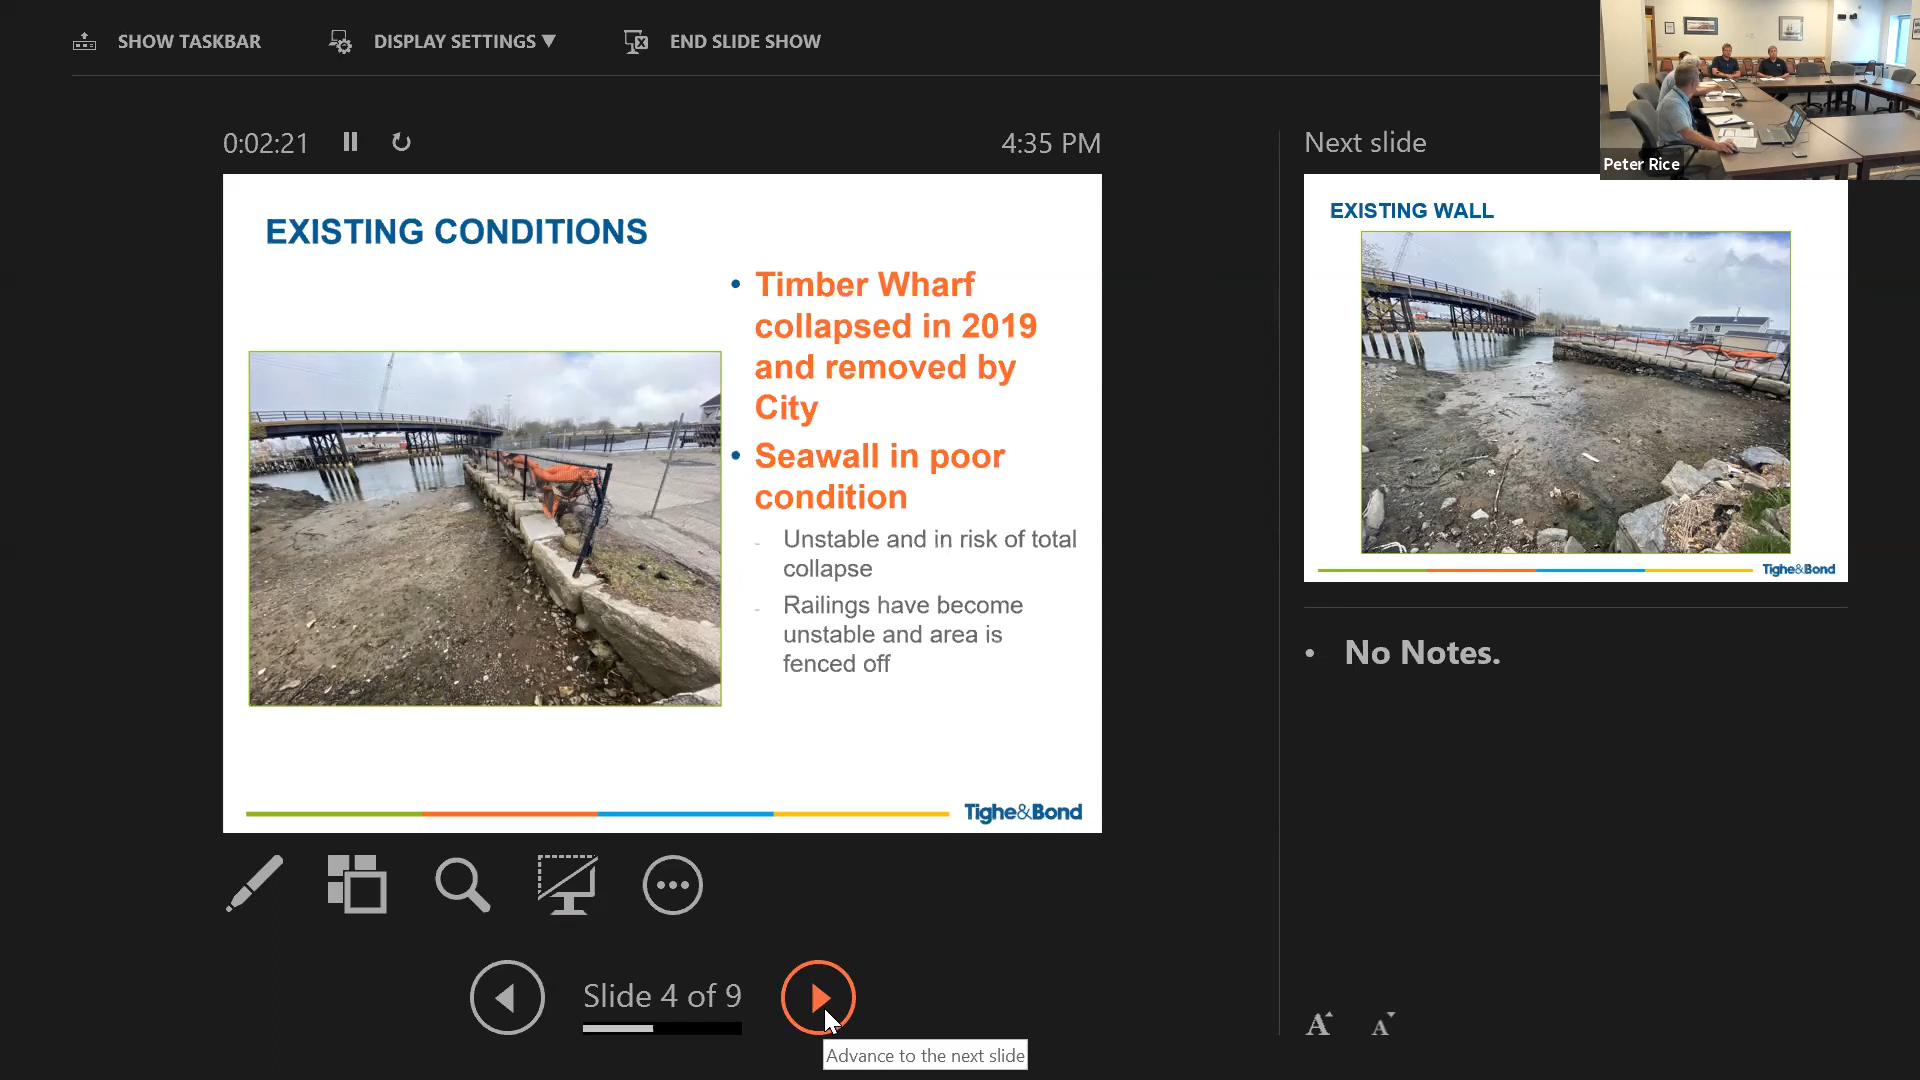 SHOW TASKBAR
DISPLAY SETTINGS ▼
END SLIDE SHOW
Peter Rice
0:02:21
4:35 PM
Next slide
EXISTING CONDITIONS
• Timber Wharf
collapsed in 2019
and removed by
City
• Seawall in poor
condition
- Unstable and in risk of total
collapse
- Railings have become
unstable and area is
fenced off
Tighe&Bond
EXISTING WALL
Tighe&Bond
• No Notes.
Slide 4 of 9
Advance to the next slide
A A